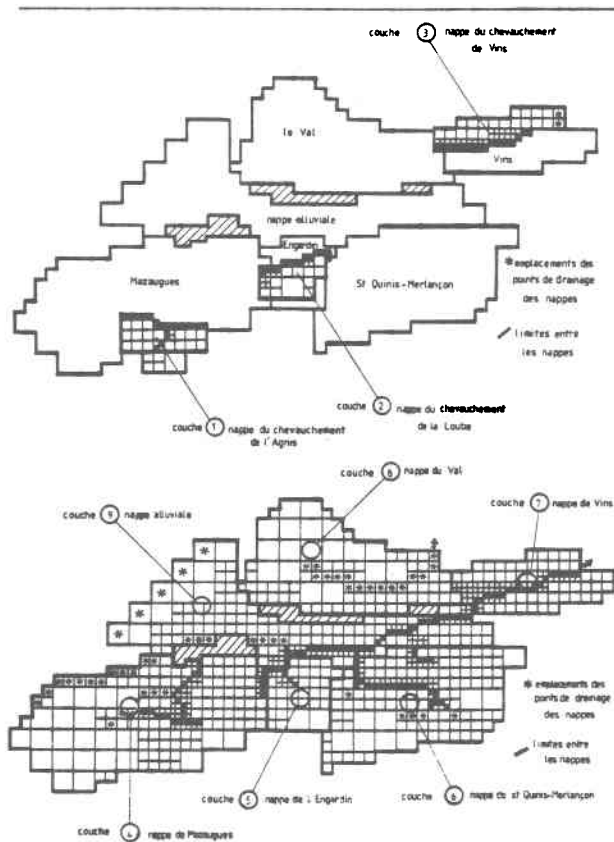 couche 3 nappe du chevauchement
de Vins
le Val
Vins
nappe alluviale
Engardin
Mazaugues
St Quinis-Merlançon
* emplacements des
points de drainage
des nappes
limites entre
les nappes
couche 2 nappe du chevauchement
de la Loube
couche 1 nappe du chevauchement
de l'Agnis
couche 8 nappe du Val
couche 7 nappe de Vins
couche 9 nappe alluviale
* emplacements des
points de drainage
des nappes
limites entre
les nappes
couche 5 nappe de l'Engardin
couche 6 nappe de st Quinis-Merlançon
couche 4 nappe de Mazaugues